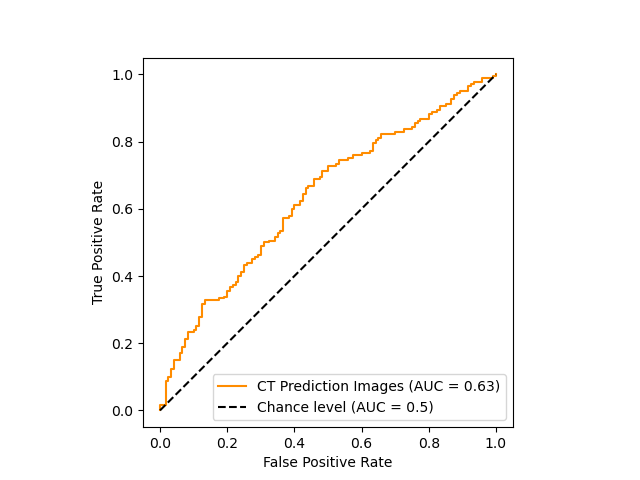 1.0
0.8
0.6
0.4
0.2
0.0
True Positive Rate
CT Prediction Images (AUC = 0.63)
Chance level (AUC = 0.5)
0.0 0.2 0.4 0.6 0.8 1.0
False Positive Rate